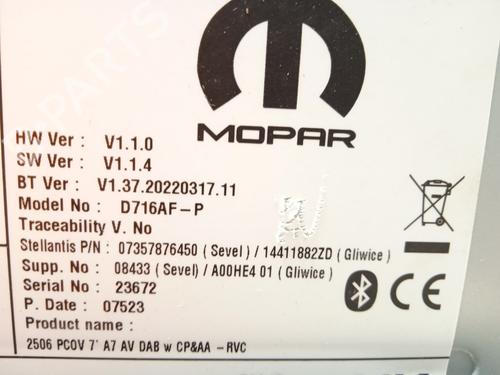 MOPAR
HW Ver : V1.1.0
SW Ver : V1.1.4
BT Ver : V1.37.20220317.11
Model No : D716AF-P
Traceability V. No
Stellantis P/N : 07357876450 ( Sevel ) / 14411882ZD ( Gliwice )
Supp. No : 08433 ( Sevel ) / A00HE4 01 ( Gliwice )
Serial No : 23672
P. Date : 07523
Product name :
2506 PCOV 7' A7 AV DAB w CP&AA -RVC